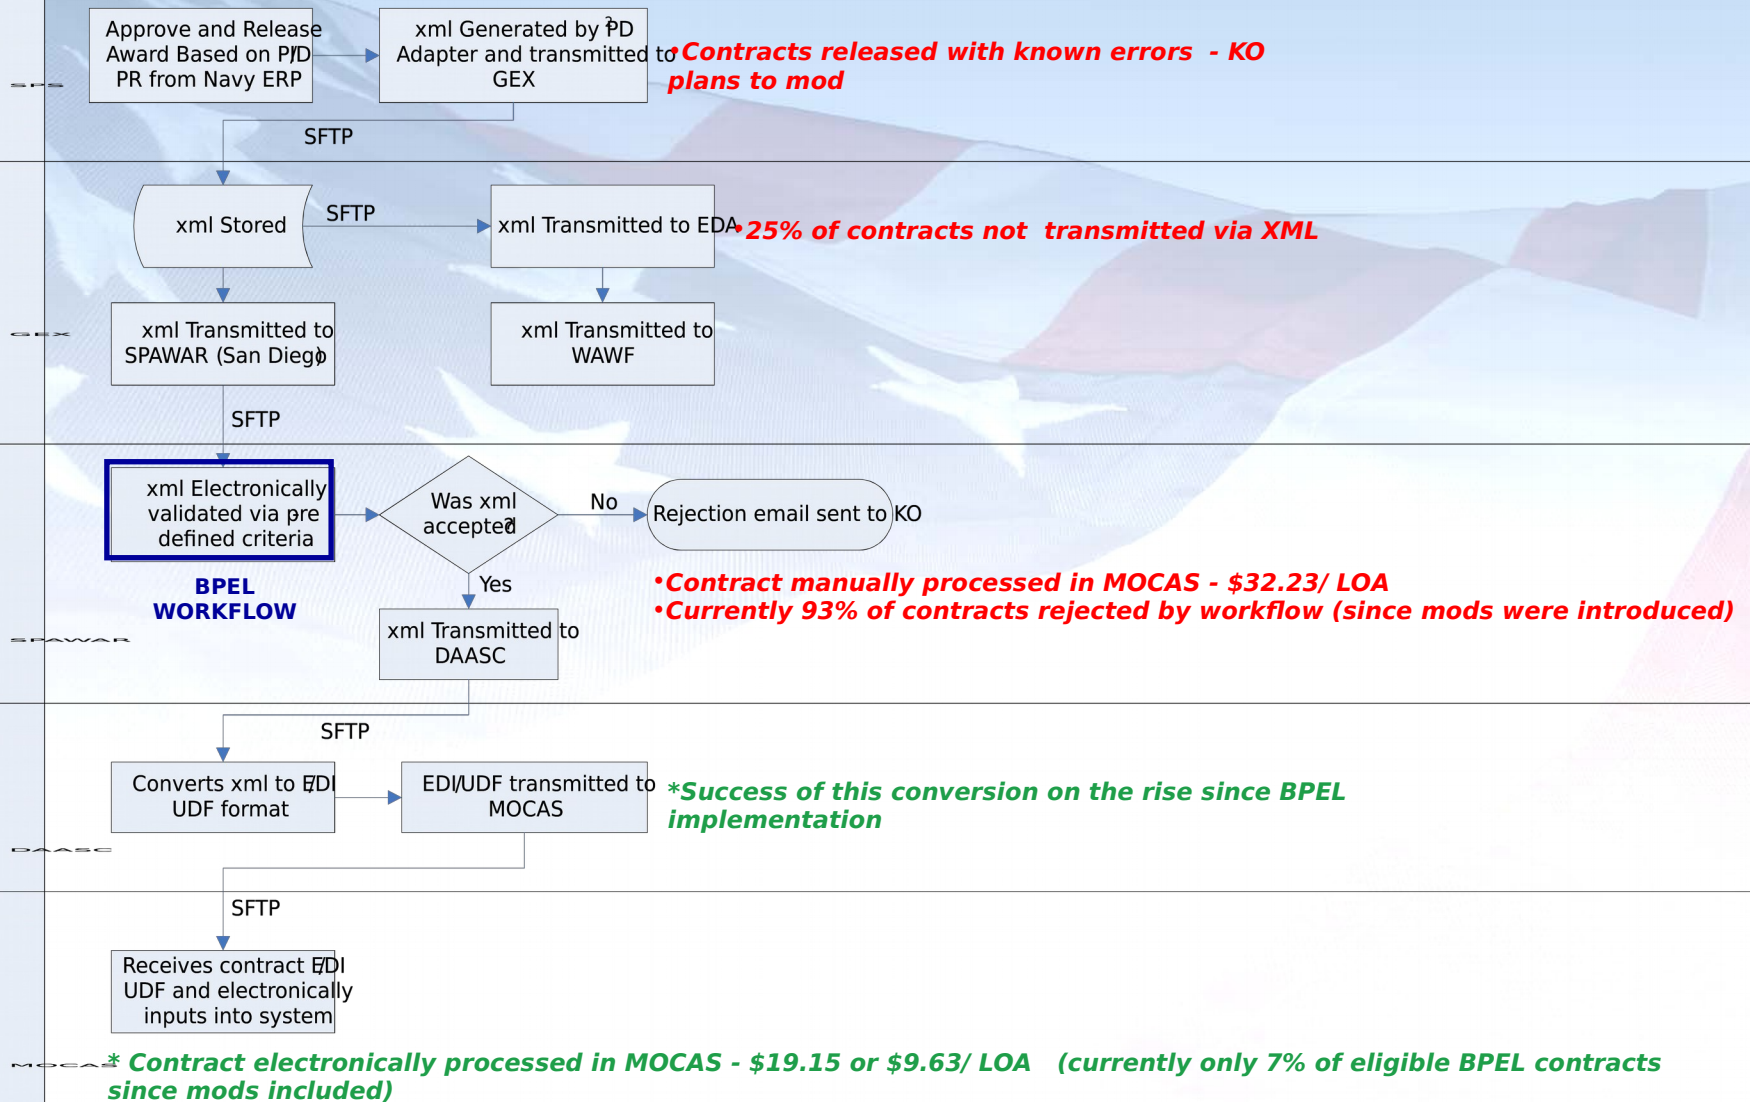 Approve and Release
Award Based on P/D
PR from Navy ERP
xml Generated by PD²
Adapter and transmitted to
GEX
•Contracts released with known errors - KO
plans to mod
SPS
SFTP
xml Stored
SFTP
xml Transmitted to EDA
•25% of contracts not transmitted via XML
GEX
xml Transmitted to
SPAWAR (San Diego)
xml Transmitted to
WAWF
SFTP
xml Electronically
validated via pre
defined criteria
Was xml
accepted?
No
Rejection email sent to KO
BPEL
WORKFLOW
Yes
•Contract manually processed in MOCAS - $32.23/ LOA
•Currently 93% of contracts rejected by workflow (since mods were introduced)
SPAWAR
xml Transmitted to
DAASC
SFTP
Converts xml to EDI/
UDF format
EDI/UDF transmitted to
MOCAS
*Success of this conversion on the rise since BPEL
implementation
DAASC
SFTP
Receives contract EDI/
UDF and electronically
inputs into system
MOCAS
* Contract electronically processed in MOCAS - $19.15 or $9.63/ LOA (currently only 7% of eligible BPEL contracts
since mods included)